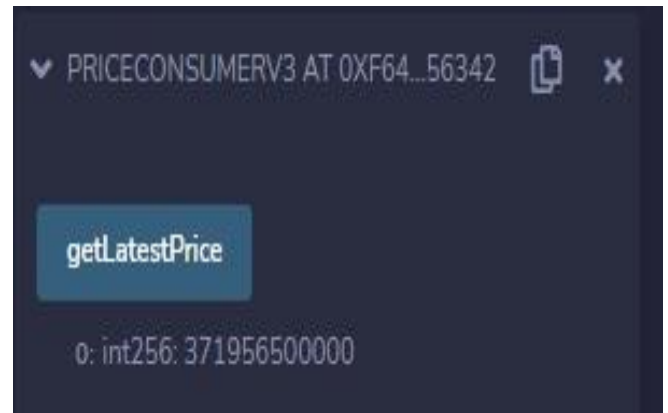 PRICECONSUMERV3 AT 0XF64...56342
getLatestPrice
0: int256: 371956500000